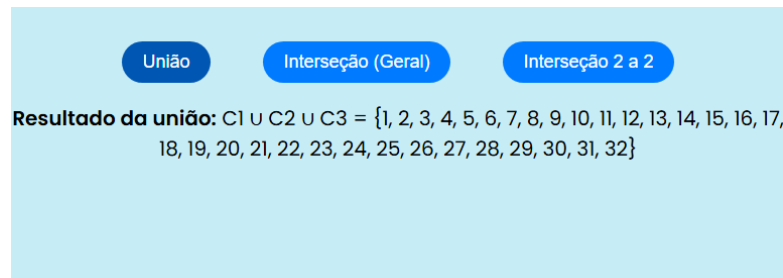 União Interseção (Geral) Interseção 2 a 2
Resultado da união: C1 ∪ C2 ∪ C3 = {1, 2, 3, 4, 5, 6, 7, 8, 9, 10, 11, 12, 13, 14, 15, 16, 17,
18, 19, 20, 21, 22, 23, 24, 25, 26, 27, 28, 29, 30, 31, 32}